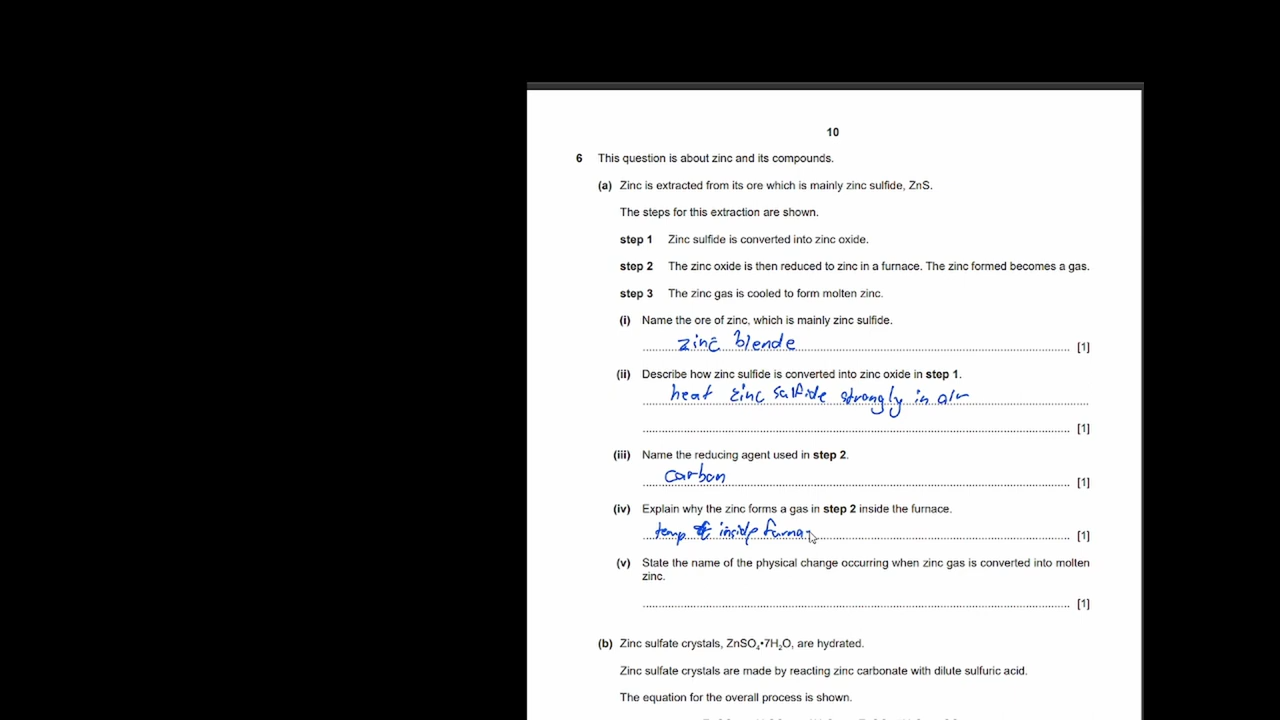 10
6 This question is about zinc and its compounds.
(a) Zinc is extracted from its ore which is mainly zinc sulfide, ZnS.
The steps for this extraction are shown.
step 1 Zinc sulfide is converted into zinc oxide.
step 2 The zinc oxide is then reduced to zinc in a furnace. The zinc formed becomes a gas.
step 3 The zinc gas is cooled to form molten zinc.
(i) Name the ore of zinc, which is mainly zinc sulfide.
zinc blende [1]
(ii) Describe how zinc sulfide is converted into zinc oxide in step 1.
heat zinc sulfide strongly in air
[1]
(iii) Name the reducing agent used in step 2.
carbon [1]
(iv) Explain why the zinc forms a gas in step 2 inside the furnace.
temp inside furna [1]
(v) State the name of the physical change occurring when zinc gas is converted into molten
zinc.
[1]
(b) Zinc sulfate crystals, ZnSO₄•7H₂O, are hydrated.
Zinc sulfate crystals are made by reacting zinc carbonate with dilute sulfuric acid.
The equation for the overall process is shown.